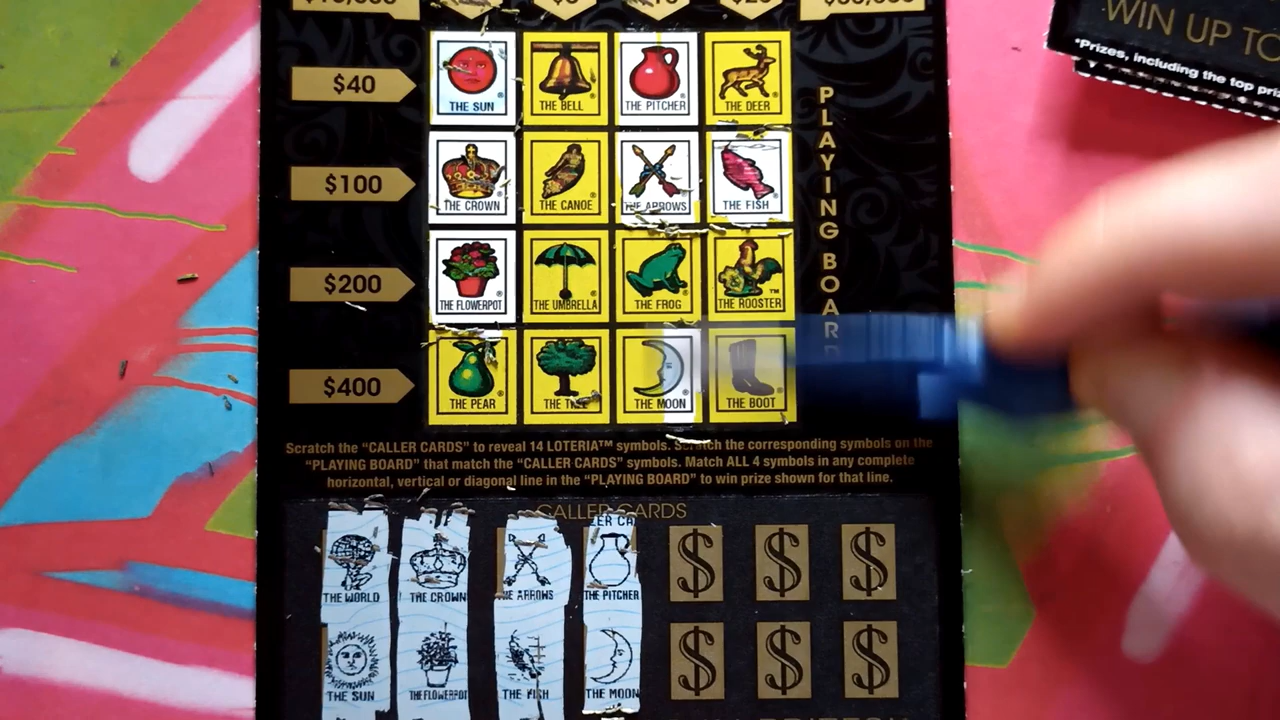 WIN UP TO
*Prizes, including the top
$40
THE SUN
THE BELL
THE PITCHER
THE DEER
$100
THE CROWN
THE CANOE
THE ARROWS
THE FISH
$200
THE FLOWERPOT
THE UMBRELLA
THE FROG
THE ROOSTER
$400
THE PEAR
THE TREE
THE MOON
THE BOOT
PLAYING BOARD
Scratch the "CALLER CARDS" to reveal 14 LOTERIA™ symbols. Scratch the corresponding symbols on the
"PLAYING BOARD" that match the "CALLER CARDS" symbols. Match ALL 4 symbols in any complete
horizontal, vertical or diagonal line in the "PLAYING BOARD" to win prize shown for that line.
CALLER CARDS
THE WORLD
THE CROWN
THE ARROWS
THE PITCHER
$ $ $
THE SUN
THE FLOWERPOT
THE FISH
THE MOON
$ $ $